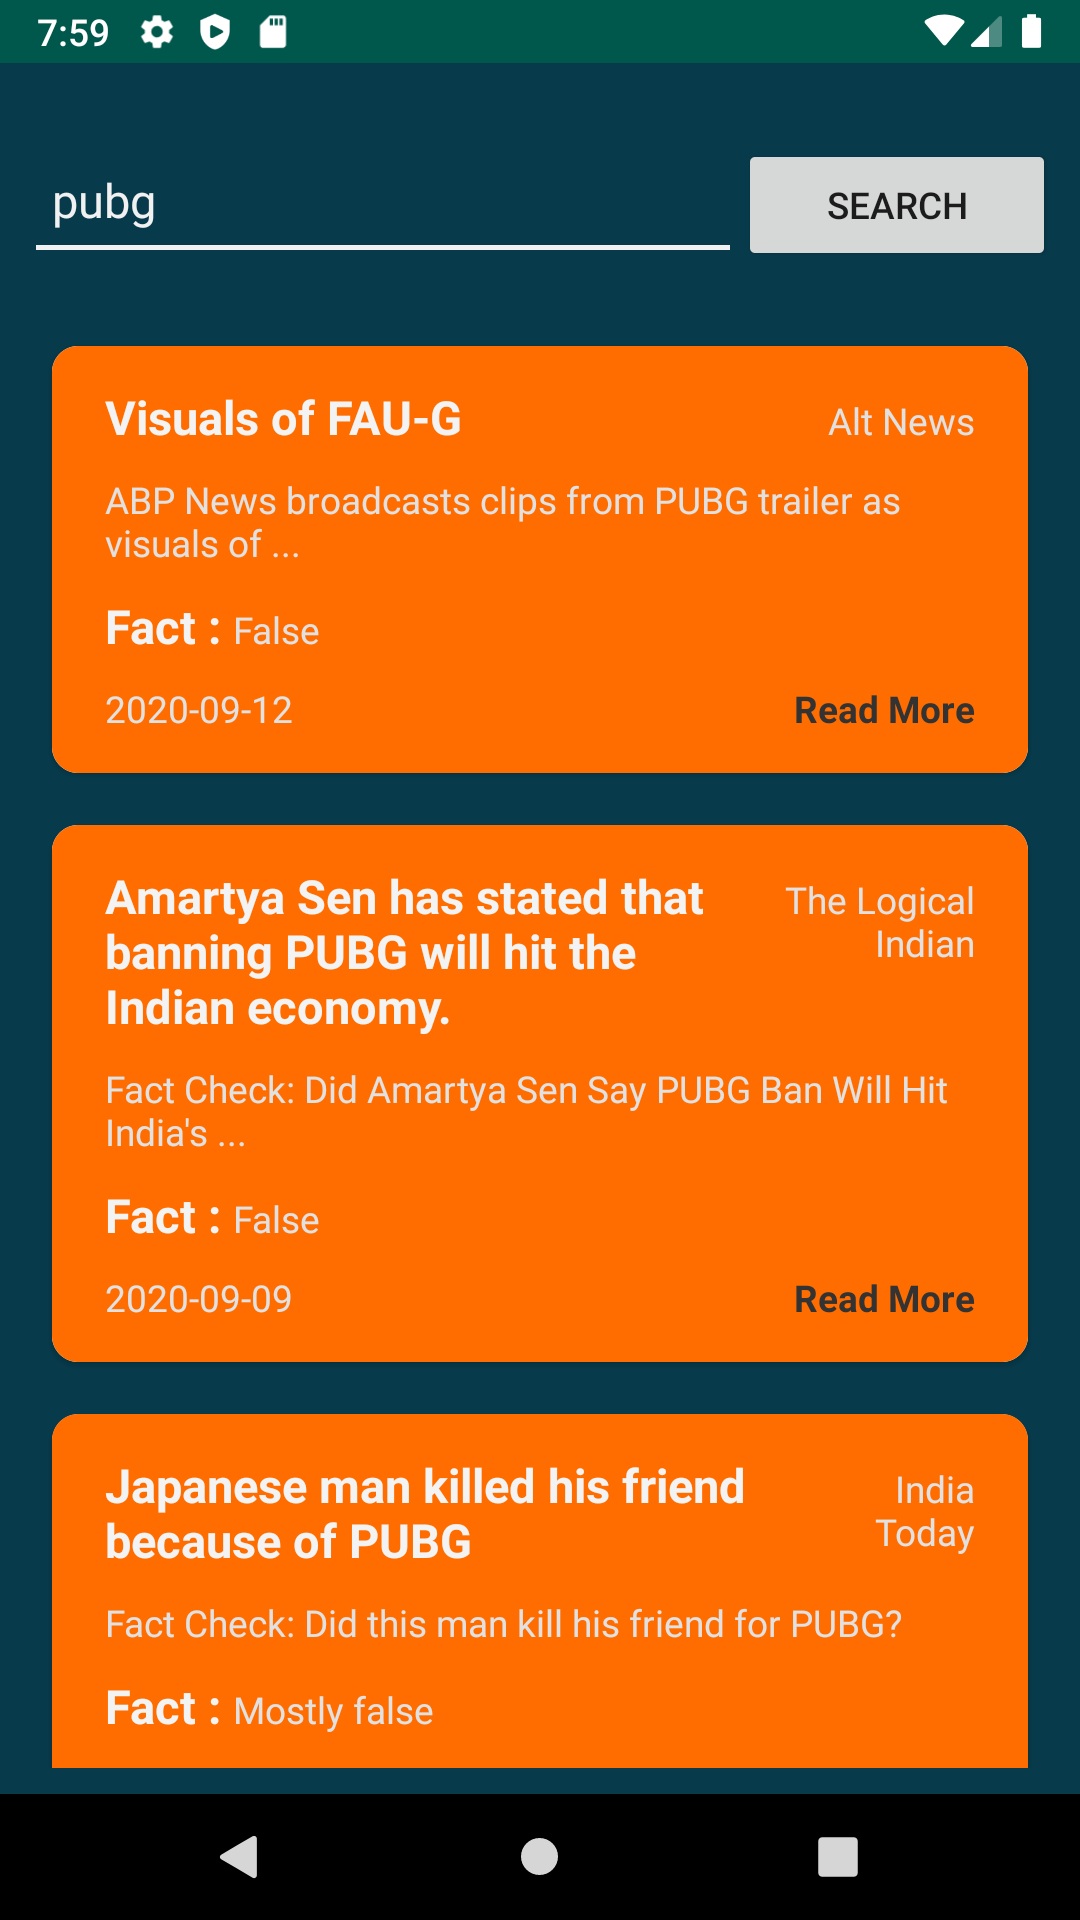 7:59
pubg
SEARCH
Visuals of FAU-G
Alt News
ABP News broadcasts clips from PUBG trailer as
visuals of ...
Fact : False
2020-09-12
Read More
Amartya Sen has stated that
banning PUBG will hit the
Indian economy.
The Logical
Indian
Fact Check: Did Amartya Sen Say PUBG Ban Will Hit
India's ...
Fact : False
2020-09-09
Read More
Japanese man killed his friend
because of PUBG
India
Today
Fact Check: Did this man kill his friend for PUBG?
Fact : Mostly false